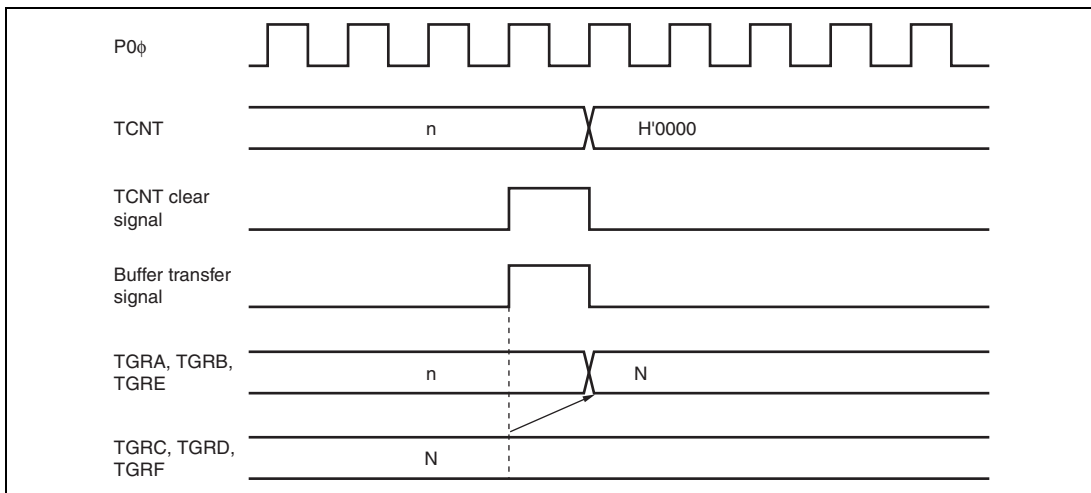 P0ϕ
TCNT
n
H'0000
TCNT clear
signal
Buffer transfer
signal
TGRA, TGRB,
TGRE
n
N
TGRC, TGRD,
TGRF
N